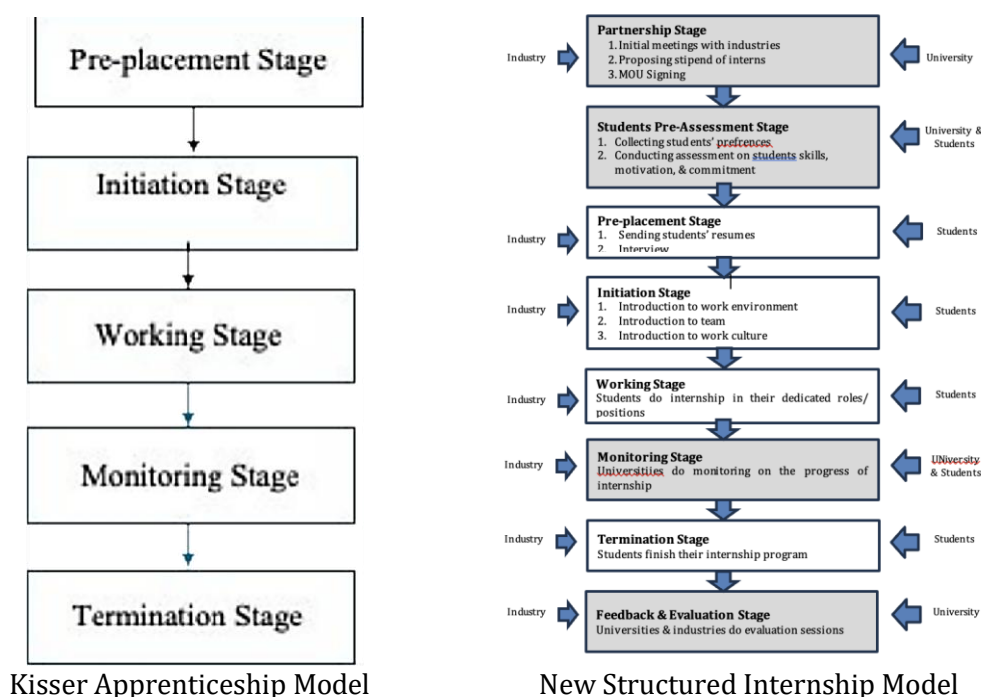 Pre-placement Stage
Initiation Stage
Working Stage
Monitoring Stage
Termination Stage
Kisser Apprenticeship Model
Partnership Stage
1. Initial meetings with industries
2. Proposing stipend of interns
3. MOU Signing
Industry
University
Students Pre-Assessment Stage
1. Collecting students' prefrences
2. Conducting assessment on students skills,
motivation, & commitment
University &
Students
Pre-placement Stage
1. Sending students' resumes
2. Interview
Industry
Students
Initiation Stage
1. Introduction to work environment
2. Introduction to team
3. Introduction to work culture
Industry
Students
Working Stage
Students do internship in their dedicated roles/
positions
Industry
Students
Monitoring Stage
Universitiies do monitoring on the progress of
internship
Industry
UNiversity
& Students
Termination Stage
Students finish their internship program
Industry
Students
Feedback & Evaluation Stage
Universities & industries do evaluation sessions
Industry
University
New Structured Internship Model